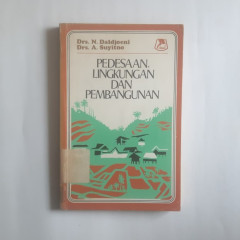 Drs. N. Daldjoeni
Drs. A. Suyitno
PEDESAAN,
LINGKUNGAN
DAN
PEMBANGUNAN